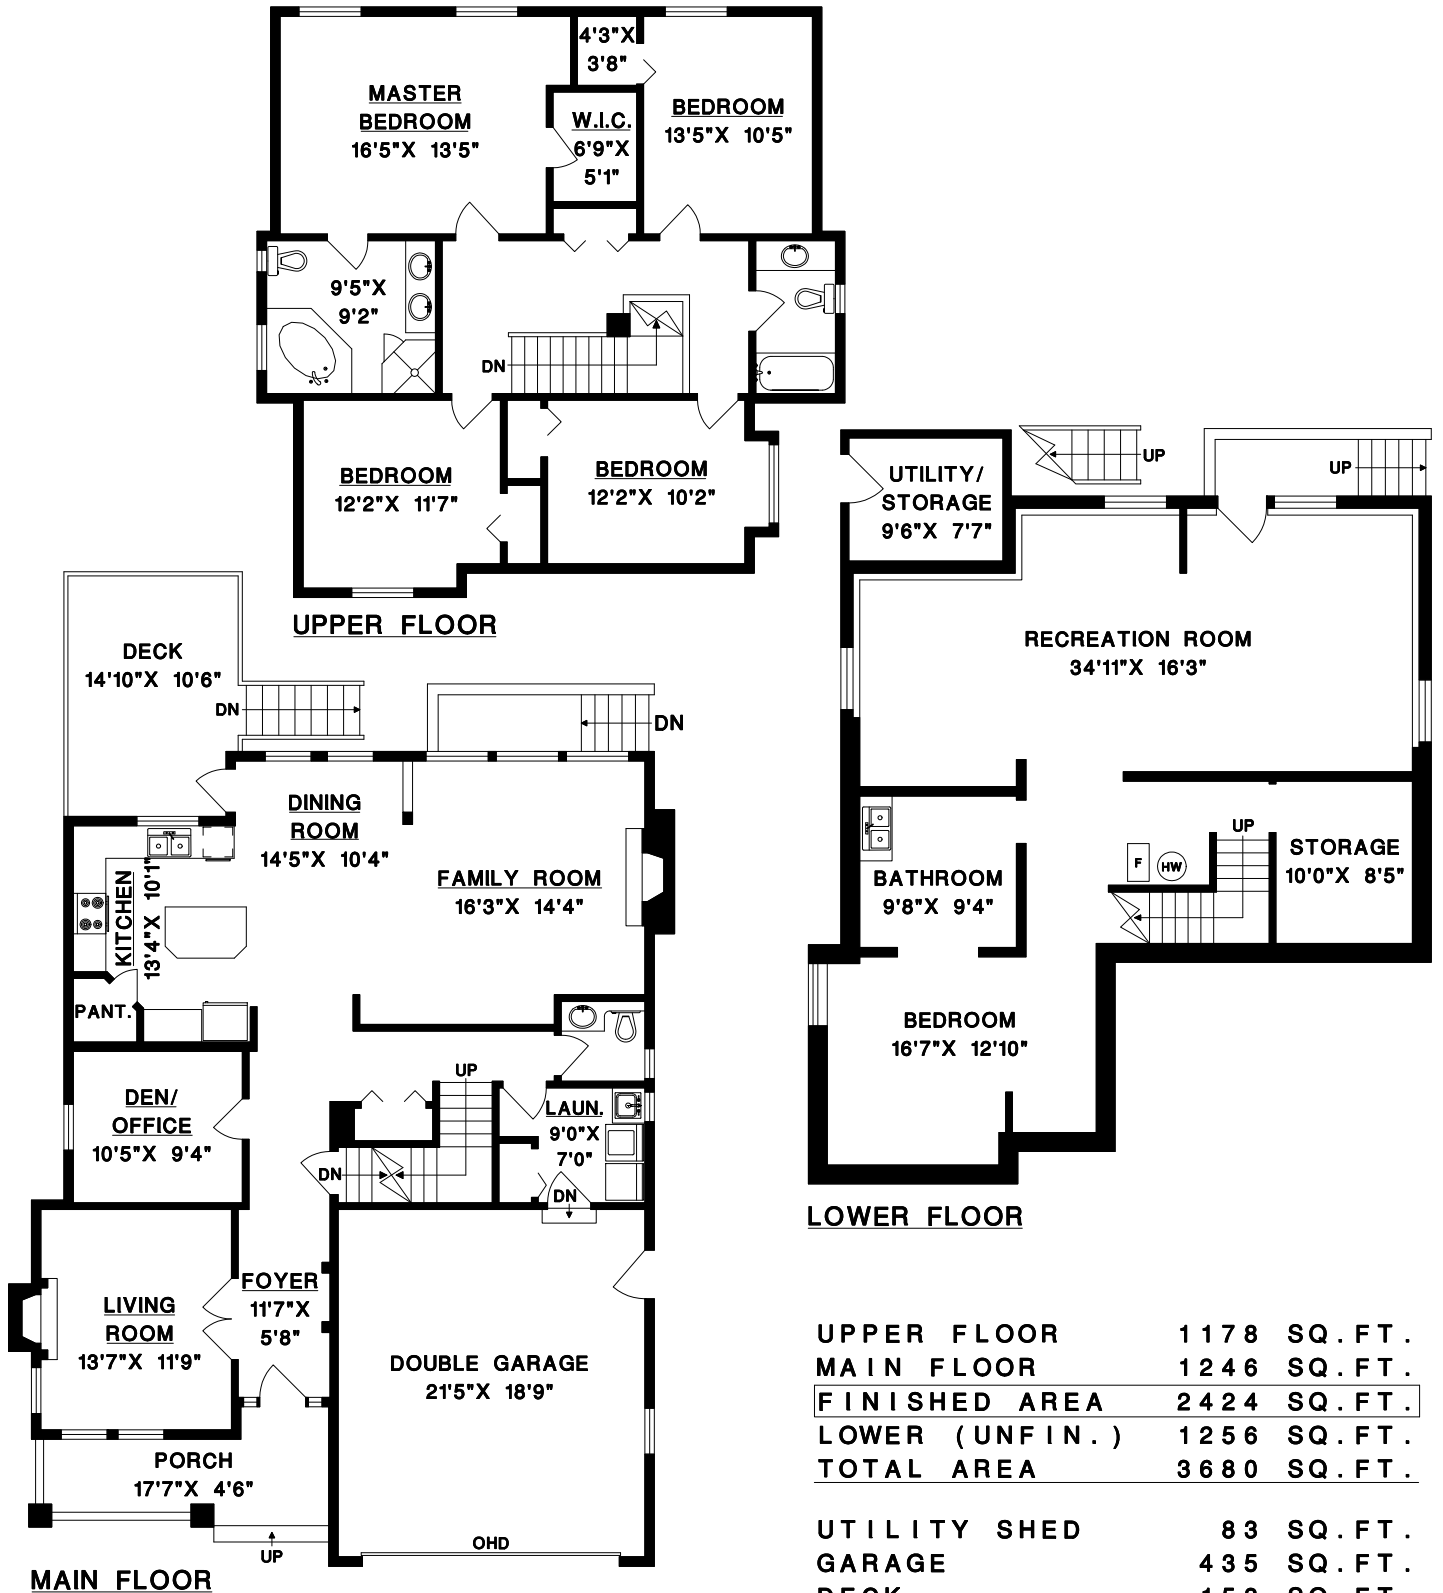 4'3"X
3'8"
MASTER
BEDROOM
16'5"X 13'5"
W.I.C.
6'9"X
5'1"
BEDROOM
13'5"X 10'5"
9'5"X
9'2"
DN
BEDROOM
12'2"X 11'7"
BEDROOM
12'2"X 10'2"
UPPER FLOOR
UTILITY/
STORAGE
9'6"X 7'7"
UP
UP
RECREATION ROOM
34'11"X 16'3"
UP
F
HW
STORAGE
10'0"X 8'5"
BATHROOM
9'8"X 9'4"
BEDROOM
16'7"X 12'10"
LOWER FLOOR
DECK
14'10"X 10'6"
DN
DN
DINING
ROOM
14'5"X 10'4"
KITCHEN
13'4"X 10'1"
FAMILY ROOM
16'3"X 14'4"
PANT.
DEN/
OFFICE
10'5"X 9'4"
UP
LAUN.
9'0"X
7'0"
DN
DN
LIVING
ROOM
13'7"X 11'9"
FOYER
11'7"X
5'8"
DOUBLE GARAGE
21'5"X 18'9"
PORCH
17'7"X 4'6"
UP
OHD
MAIN FLOOR
UPPER FLOOR 1178 SQ.FT.
MAIN FLOOR 1246 SQ.FT.
FINISHED AREA 2424 SQ.FT.
LOWER (UNFIN.) 1256 SQ.FT.
TOTAL AREA 3680 SQ.FT.
UTILITY SHED 83 SQ.FT.
GARAGE 435 SQ.FT.
DECK SQ.FT.